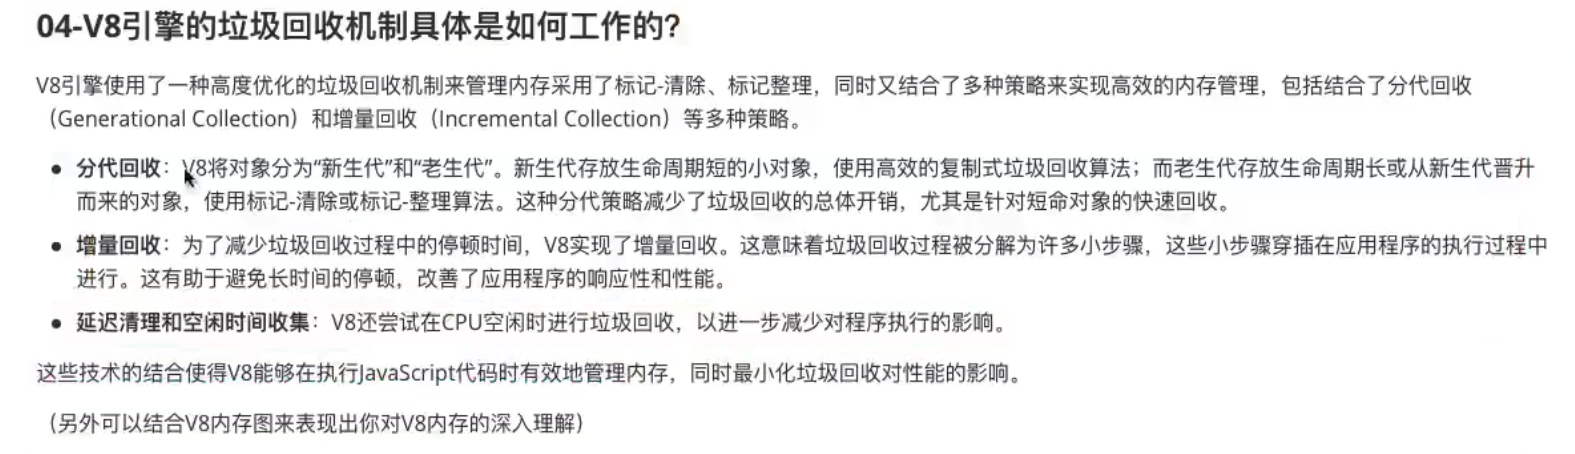 04-V8引擎的垃圾回收机制具体是如何工作的?
V8引擎使用了一种高度优化的垃圾回收机制来管理内存采用了标记-清除、标记整理，同时又结合了多种策略来实现高效的内存管理，包括结合了分代回收
（Generational Collection）和增量回收（Incremental Collection）等多种策略。
● 分代回收：V8将对象分为“新生代”和“老生代”。新生代存放生命周期短的小对象，使用高效的复制式垃圾回收算法；而老生代存放生命周期长或从新生代晋升
而来的对象，使用标记-清除或标记-整理算法。这种分代策略减少了垃圾回收的总体开销，尤其是针对短命对象的快速回收。
● 增量回收：为了减少垃圾回收过程中的停顿时间，V8实现了增量回收。这意味着垃圾回收过程被分解为许多小步骤，这些小步骤穿插在应用程序的执行过程中
进行。这有助于避免长时间的停顿，改善了应用程序的响应性和性能。
● 延迟清理和空闲时间收集：V8还尝试在CPU空闲时进行垃圾回收，以进一步减少对程序执行的影响。
这些技术的结合使得V8能够在执行JavaScript代码时有效地管理内存，同时最小化垃圾回收对性能的影响。
（另外可以结合V8内存图来表现出你对V8内存的深入理解）